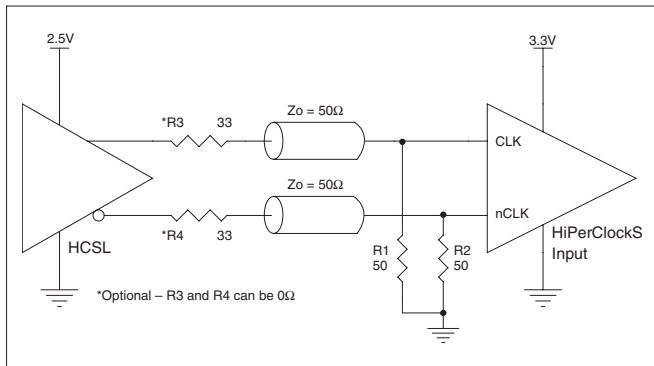 2.5V
3.3V
*R3 33
Zo = 50Ω
CLK
Zo = 50Ω
nCLK
*R4 33
HCSL
R1
50
R2
50
HiPerClockS
Input
*Optional – R3 and R4 can be 0Ω